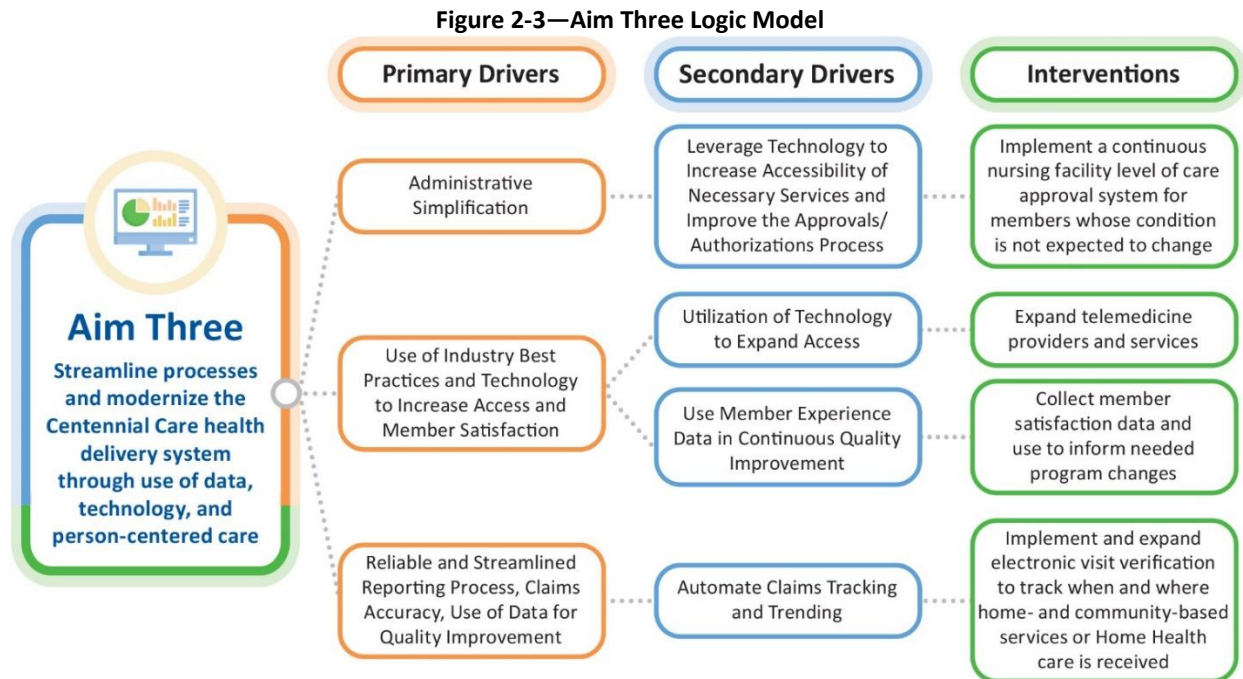 Figure 2-3—Aim Three Logic Model
Primary Drivers
Secondary Drivers
Interventions
Aim Three
Streamline processes
and modernize the
Centennial Care health
delivery system
through use of data,
technology, and
person-centered care
Administrative
Simplification
Leverage Technology to
Increase Accessibility of
Necessary Services and
Improve the Approvals/
Authorizations Process
Implement a continuous
nursing facility level of care
approval system for
members whose condition
is not expected to change
Use of Industry Best
Practices and Technology
to Increase Access and
Member Satisfaction
Utilization of Technology
to Expand Access
Expand telemedicine
providers and services
Use Member Experience
Data in Continuous Quality
Improvement
Collect member
satisfaction data and
use to inform needed
program changes
Reliable and Streamlined
Reporting Process, Claims
Accuracy, Use of Data for
Quality Improvement
Automate Claims Tracking
and Trending
Implement and expand
electronic visit verification
to track when and where
home- and community-based
services or Home Health
care is received